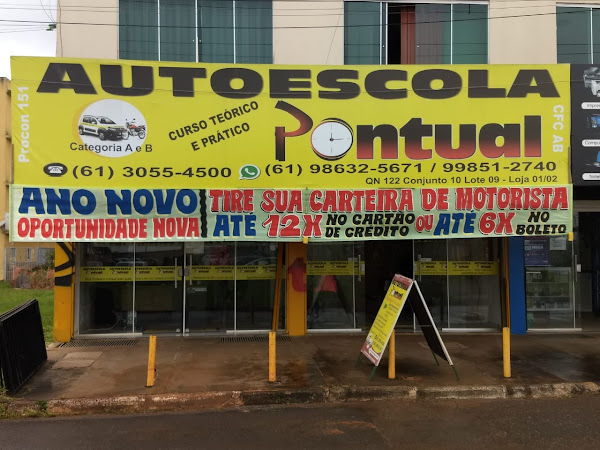 AUTOESCOLA
Procon 151
Categoria A e B
CURSO TEÓRICO
E PRÁTICO
Pontual
CFC AB
(61) 3055-4500 (61) 98632-5671 / 99851-2740
QN 122 Conjunto 10 Lote 09 - Loja 01/02
ANO NOVO
OPORTUNIDADE NOVA
TIRE SUA CARTEIRA DE MOTORISTA
ATÉ 12X NO CARTÃO DE CRÉDITO OU ATÉ 6X NO BOLETO